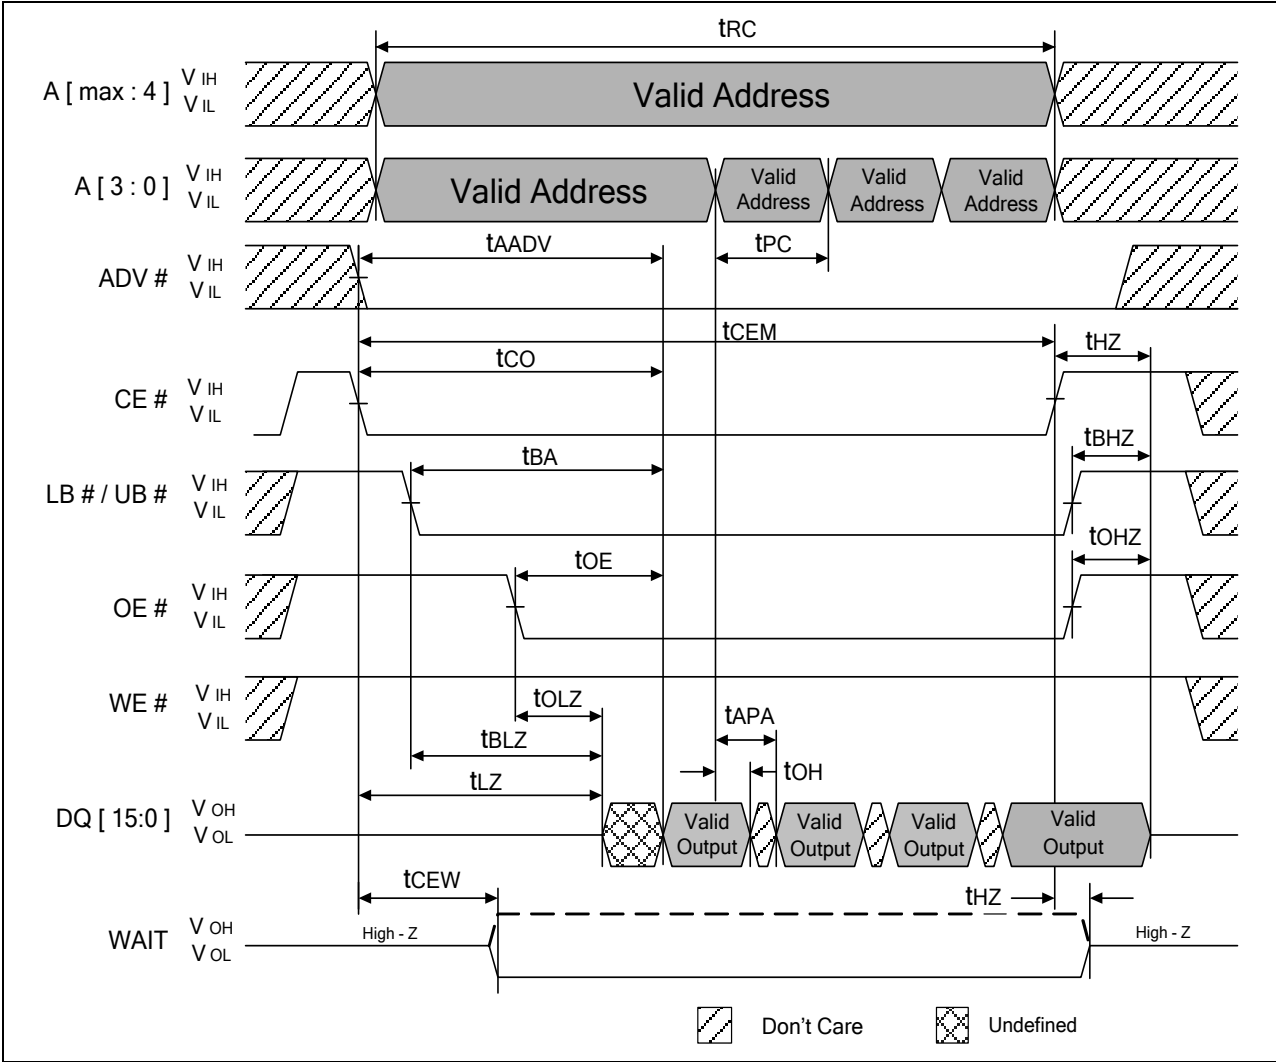 tRC
A [ max : 4 ] V IH
V IL
Valid Address
A [ 3 : 0 ] V IH
V IL
Valid Address
Valid
Address
Valid
Address
Valid
Address
tAADV
tPC
ADV # V IH
V IL
tCEM
tCO
tHZ
CE # V IH
V IL
tBA
tBHZ
LB # / UB # V IH
V IL
tOE
tOHZ
OE # V IH
V IL
WE # V IH
V IL
tOLZ
tAPA
tBLZ
tOH
tLZ
DQ [ 15:0 ] V OH
V OL
Valid
Output
Valid
Output
Valid
Output
Valid
Output
tCEW
tHZ
WAIT V OH
V OL
High - Z
High - Z
Don't Care
Undefined